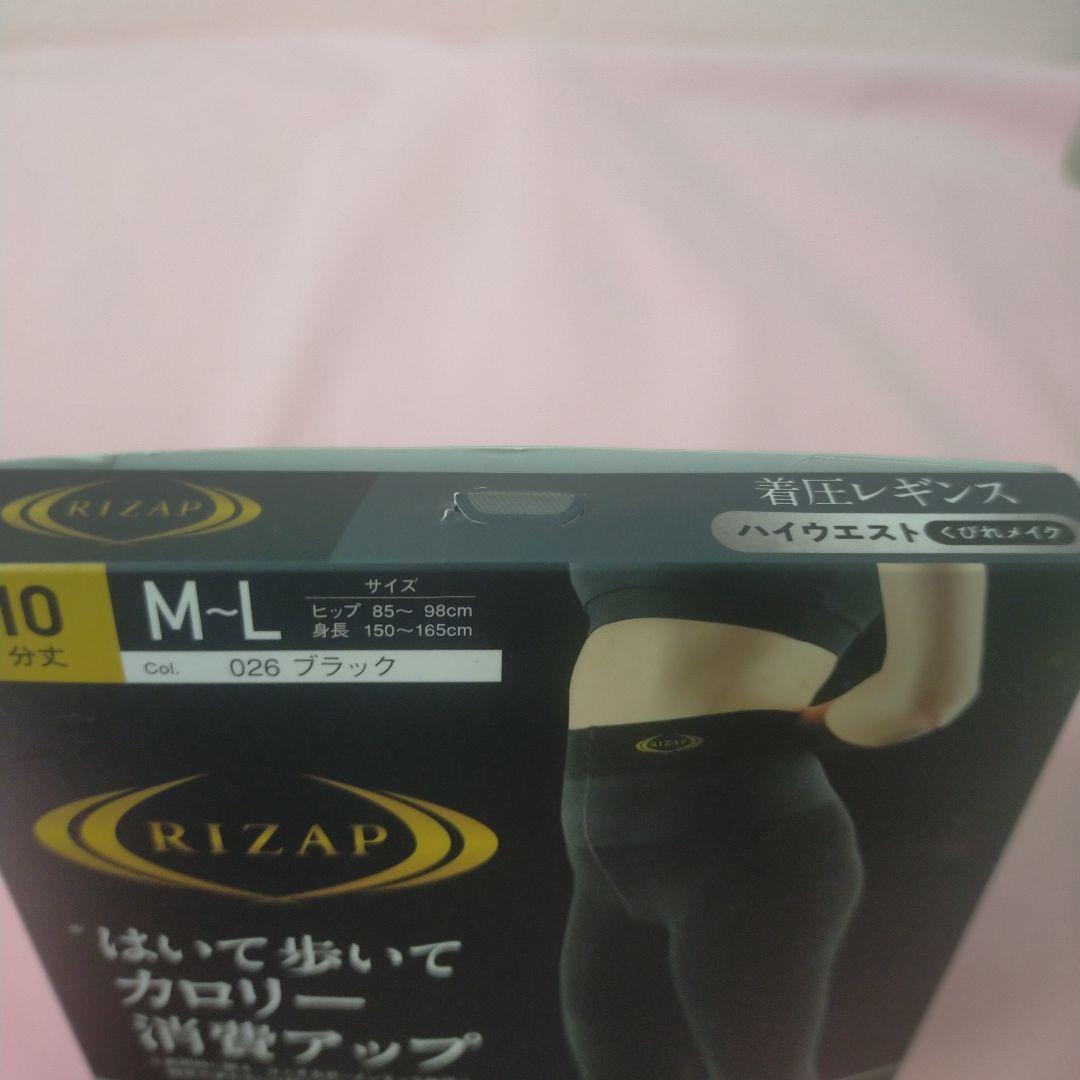 RIZAP
着圧レギンス
ハイウエスト くびれメイク
10
分丈
M~L
サイズ
ヒップ 85～ 98cm
身長 150～165cm
Col. 026 ブラック
RIZAP
RIZAP
はいて歩いて
カロリー
消費アップ